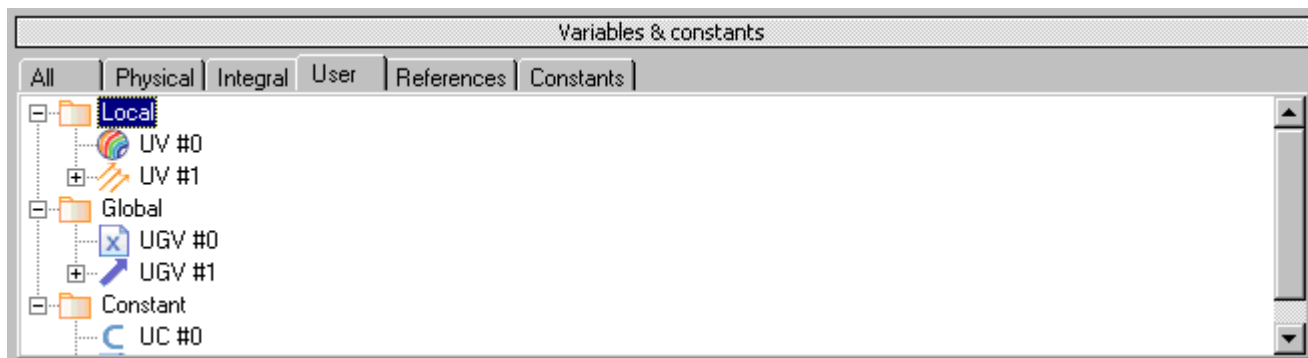 Variables & constants
All Physical Integral User References Constants
Local
UV #0
UV #1
Global
UGV #0
UGV #1
Constant
UC #0